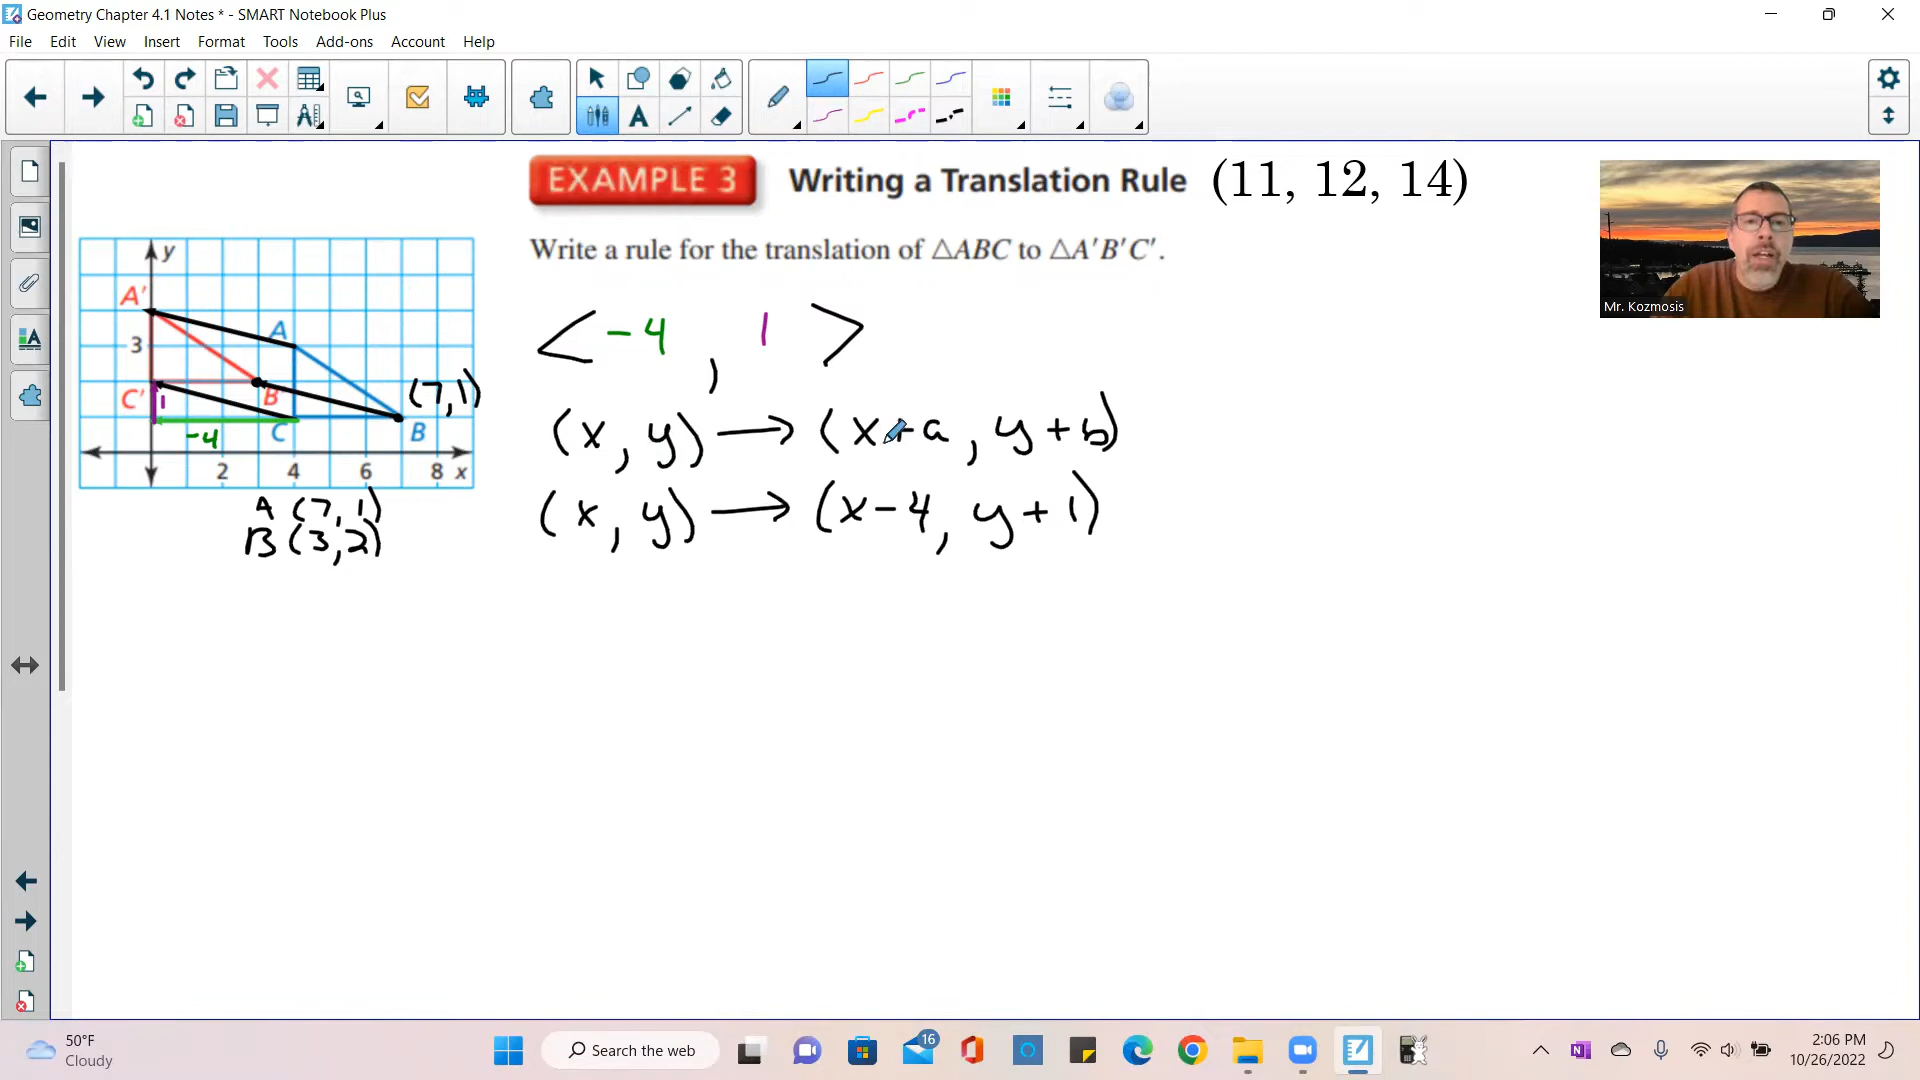 Geometry Chapter 4.1 Notes * - SMART Notebook Plus
File Edit View Insert Format Tools Add-ons Account Help
EXAMPLE 3 Writing a Translation Rule (11, 12, 14)
Write a rule for the translation of △ABC to △A′B′C′.
Mr. Kozmosis
y
A'
A
3
C'
1
B
(7,1)
-4
C
B
2 4 6 8 x
A (7,1)
B (3,2)
< -4 , 1 >
(x, y) → (x+a, y+b)
(x, y) → (x-4, y+1)
50°F
Cloudy
Search the web
16
2:06 PM
10/26/2022